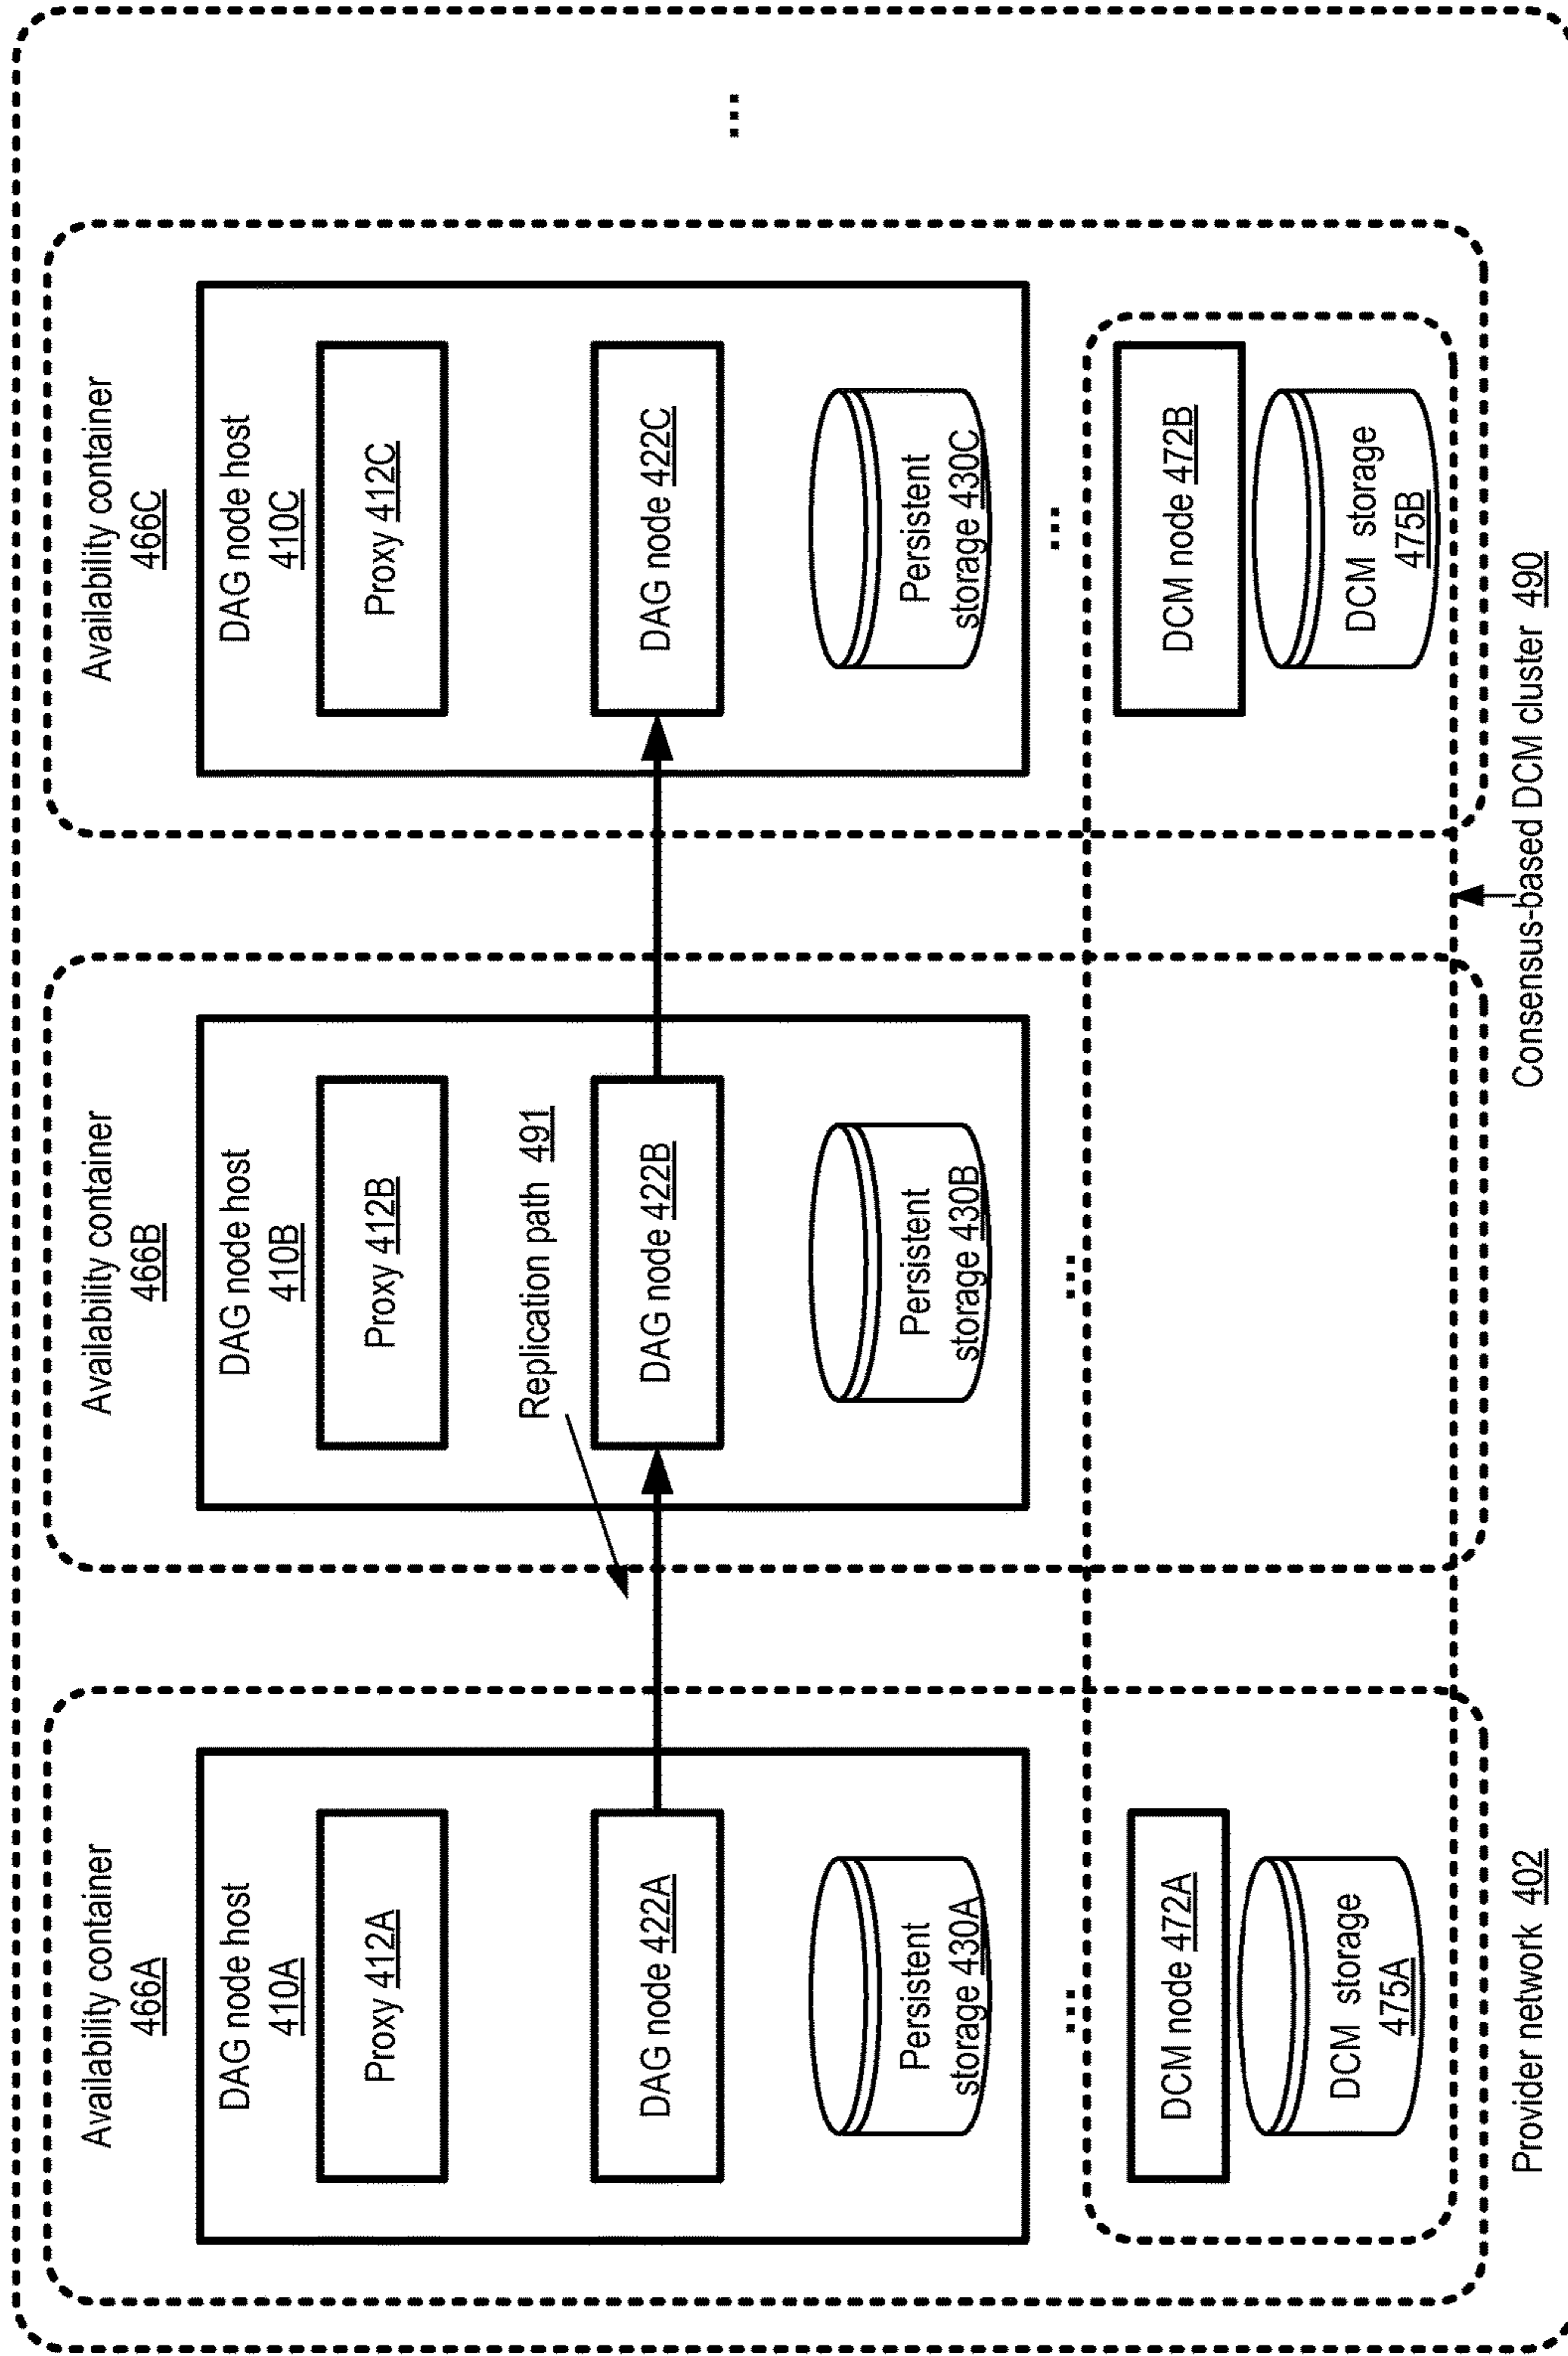 Availability container
466A
DAG node host
410A
Proxy 412A
DAG node 422A
Persistent
storage 430A
...
DCM node 472A
DCM storage
475A
Availability container
466B
DAG node host
410B
Proxy 412B
Replication path 491
DAG node 422B
Persistent
storage 430B
...
Availability container
466C
DAG node host
410C
Proxy 412C
DAG node 422C
Persistent
storage 430C
...
DCM node 472B
DCM storage
475B
...
Provider network 402
Consensus-based DCM cluster 490